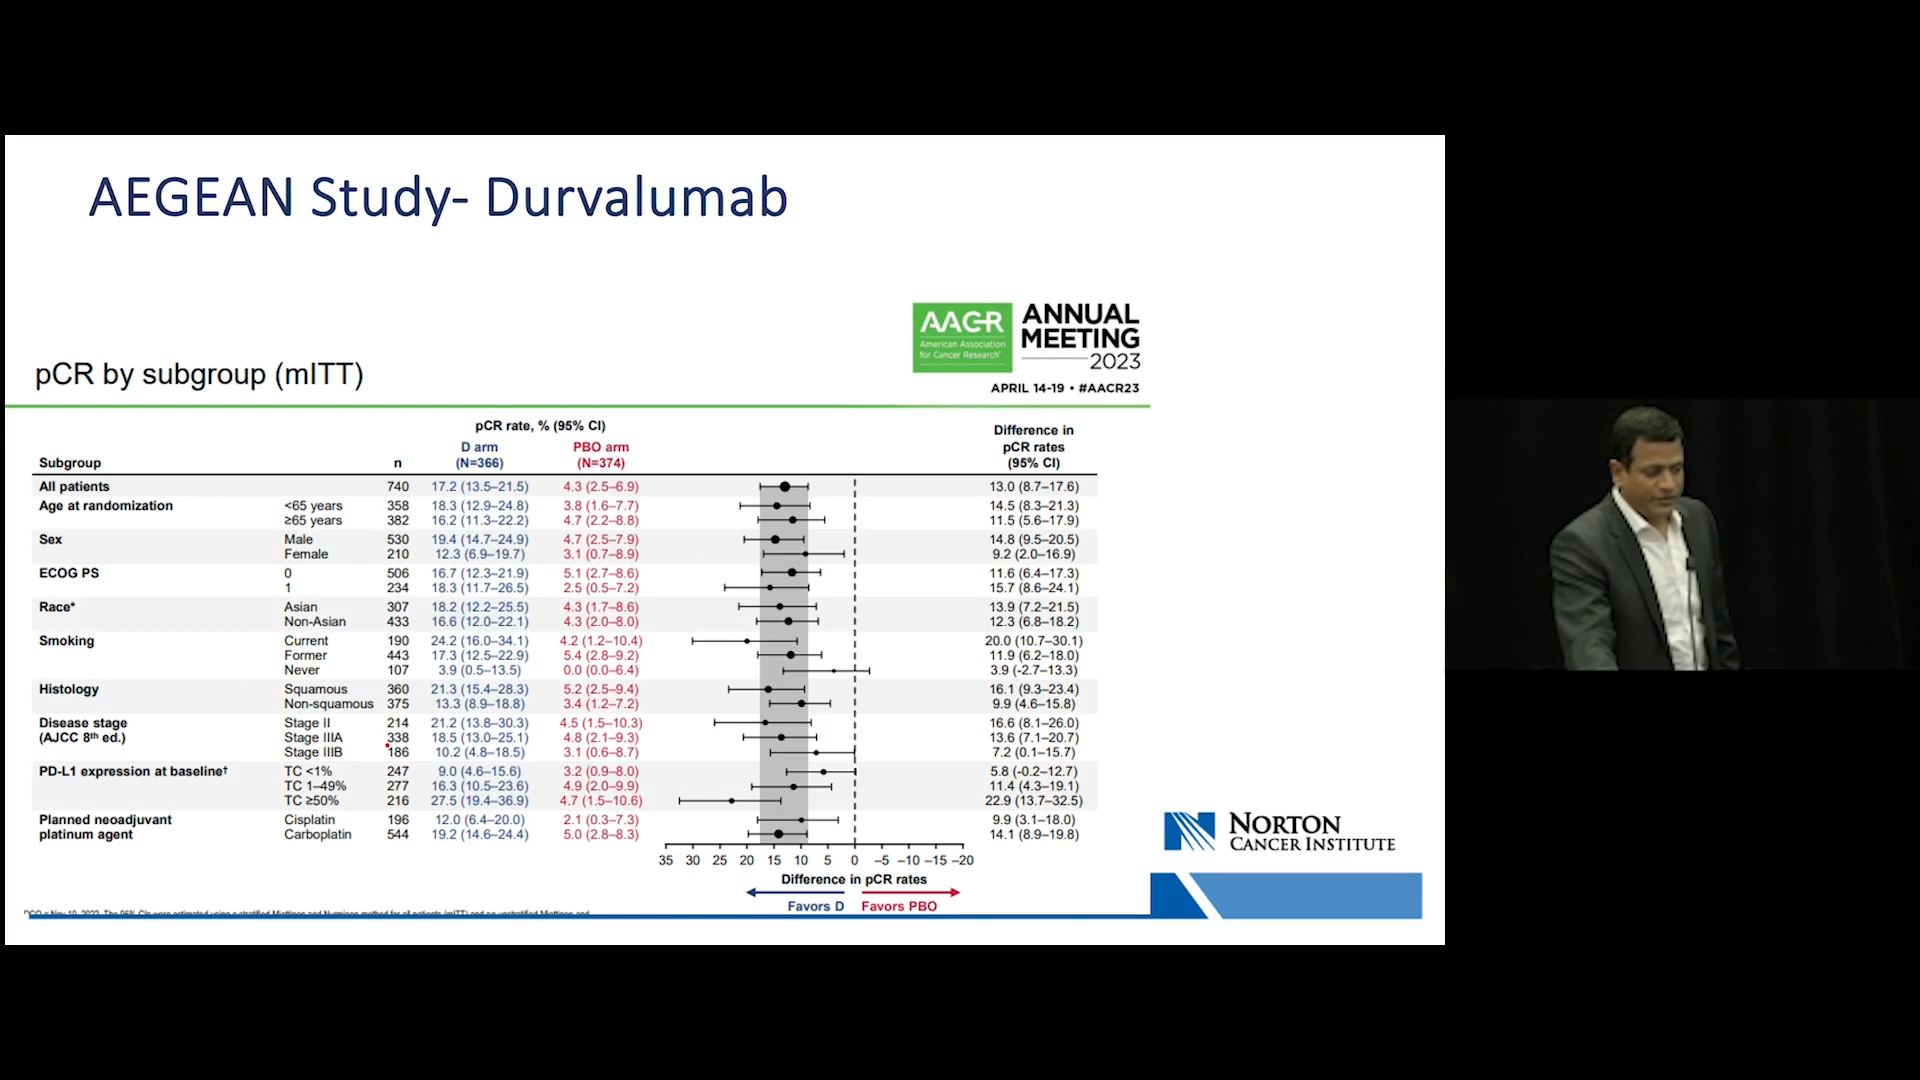 AEGEAN Study- Durvalumab
AACR
American Association
for Cancer Research
ANNUAL
MEETING
2023
APRIL 14-19 • #AACR23
pCR by subgroup (mITT)
pCR rate, % (95% CI)
Subgroup n D arm (N=366) PBO arm (N=374) Difference in pCR rates (95% CI)
All patients 740 17.2 (13.5–21.5) 4.3 (2.5–6.9) 13.0 (8.7–17.6)
Age at randomization <65 years 358 18.3 (12.9–24.8) 3.8 (1.6–7.7) 14.5 (8.3–21.3)
≥65 years 382 16.2 (11.3–22.2) 4.7 (2.2–8.8) 11.5 (5.6–17.9)
Sex Male 530 19.4 (14.7–24.9) 4.7 (2.5–7.9) 14.8 (9.5–20.5)
Female 210 12.3 (6.9–19.7) 3.1 (0.7–8.9) 9.2 (2.0–16.9)
ECOG PS 0 506 16.7 (12.3–21.9) 5.1 (2.7–8.6) 11.6 (6.4–17.3)
1 234 18.3 (11.7–26.5) 2.5 (0.5–7.2) 15.7 (8.6–24.1)
Race* Asian 307 18.2 (12.2–25.5) 4.3 (1.7–8.6) 13.9 (7.2–21.5)
Non-Asian 433 16.6 (12.0–22.1) 4.3 (2.0–8.0) 12.3 (6.8–18.2)
Smoking Current 190 24.2 (16.0–34.1) 4.2 (1.2–10.4) 20.0 (10.7–30.1)
Former 443 17.3 (12.5–22.9) 5.4 (2.8–9.2) 11.9 (6.2–18.0)
Never 107 3.9 (0.5–13.5) 0.0 (0.0–6.4) 3.9 (-2.7–13.3)
Histology Squamous 360 21.3 (15.4–28.3) 5.2 (2.5–9.4) 16.1 (9.3–23.4)
Non-squamous 375 13.3 (8.9–18.8) 3.4 (1.2–7.2) 9.9 (4.6–15.8)
Disease stage Stage II 214 21.2 (13.8–30.3) 4.5 (1.5–10.3) 16.6 (8.1–26.0)
(AJCC 8th ed.) Stage IIIA 338 18.5 (13.0–25.1) 4.8 (2.1–9.3) 13.6 (7.1–20.7)
Stage IIIB 186 10.2 (4.8–18.5) 3.1 (0.6–8.7) 7.2 (0.1–15.7)
PD-L1 expression at baseline† TC <1% 247 9.0 (4.6–15.6) 3.2 (0.9–8.0) 5.8 (-0.2–12.7)
TC 1–49% 277 16.3 (10.5–23.6) 4.9 (2.0–9.9) 11.4 (4.3–19.1)
TC ≥50% 216 27.5 (19.4–36.9) 4.7 (1.5–10.6) 22.9 (13.7–32.5)
Planned neoadjuvant Cisplatin 196 12.0 (6.4–20.0) 2.1 (0.3–7.3) 9.9 (3.1–18.0)
platinum agent Carboplatin 544 19.2 (14.6–24.4) 5.0 (2.8–8.3) 14.1 (8.9–19.8)
35 30 25 20 15 10 5 0 –5 –10 –15 –20
Difference in pCR rates
Favors D Favors PBO
NORTON
CANCER INSTITUTE